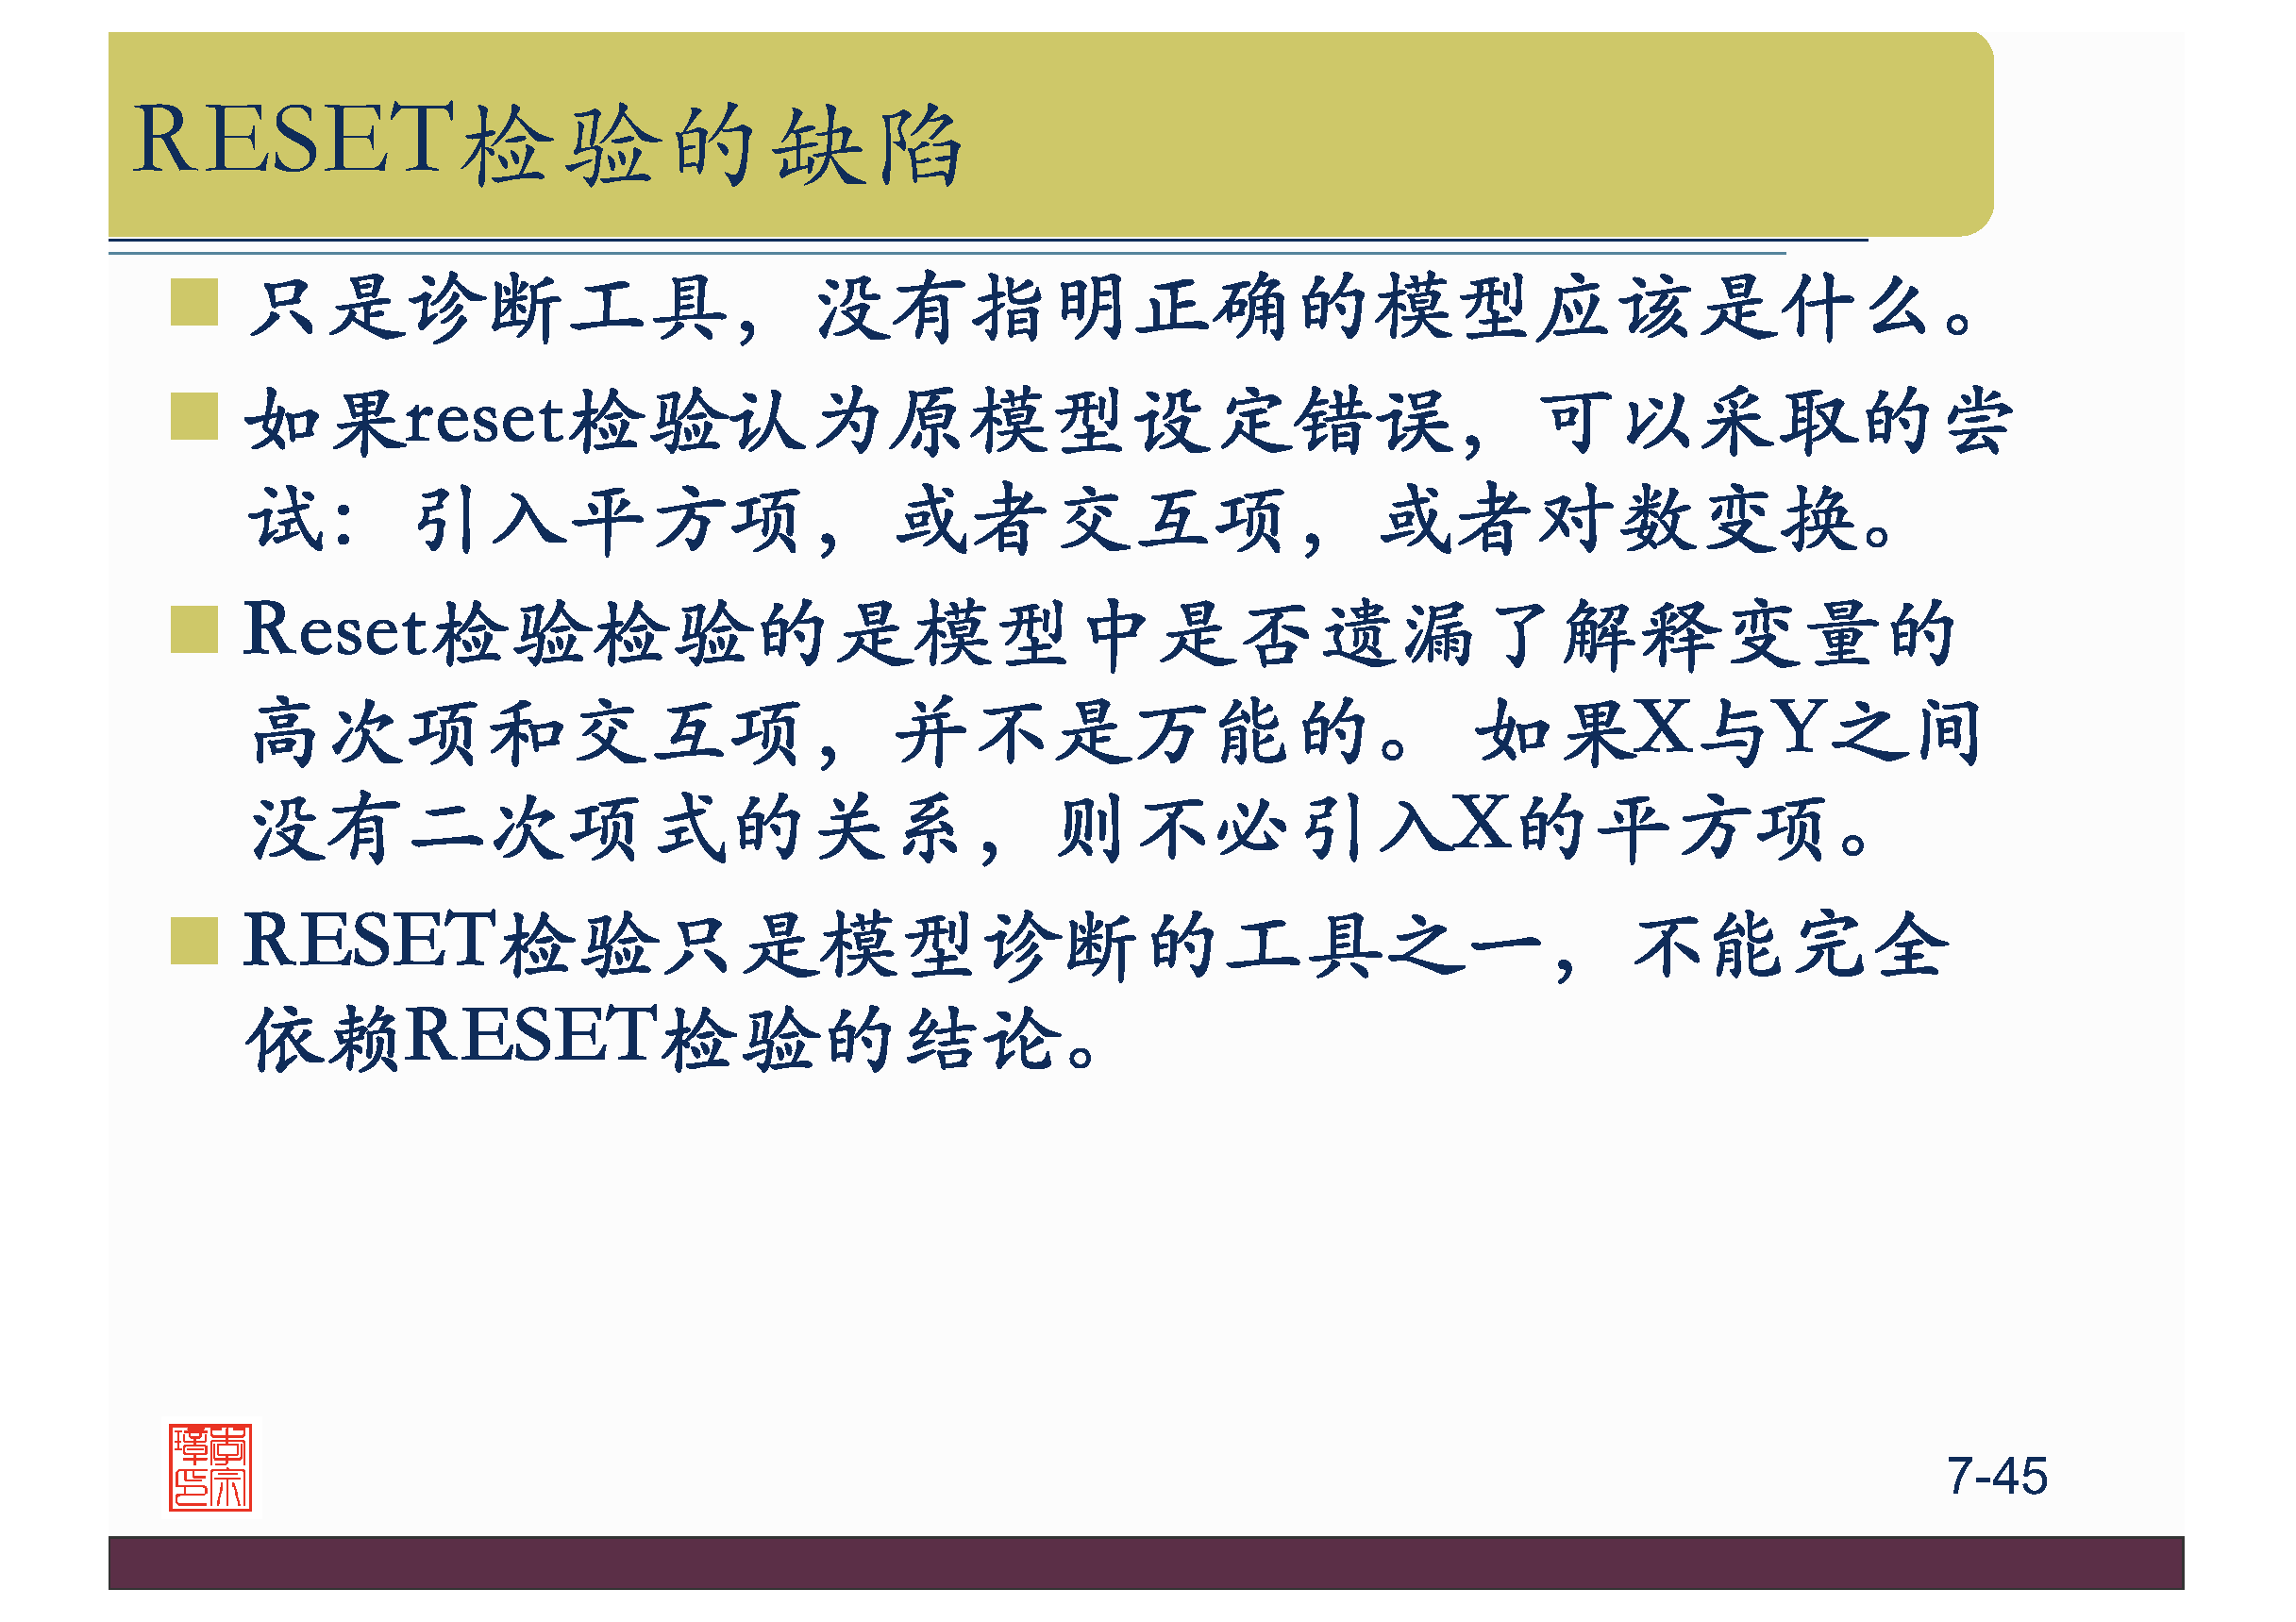 RESET检验的缺陷
只是诊断工具，没有指明正确的模型应该是什么。
如果reset检验认为原模型设定错误，可以采取的尝
试：引入平方项，或者交互项，或者对数变换。
Reset检验检验的是模型中是否遗漏了解释变量的
高次项和交互项，并不是万能的。如果X与Y之间
没有二次项式的关系，则不必引入X的平方项。
RESET检验只是模型诊断的工具之一，不能完全
依赖RESET检验的结论。
李宗
璋印
7-45